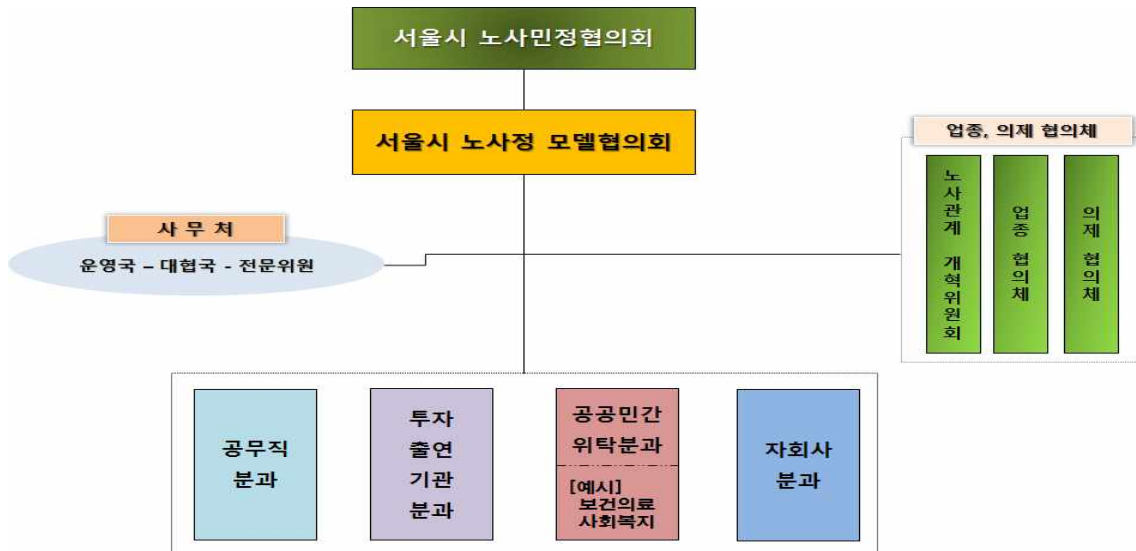 서울시 노사민정협의회
서울시 노사정 모델협의회
업종, 의제 협의체
노사관계 개혁위원회
업종 협의체
의제 협의체
사 무 처
운영국 – 대협국 - 전문위원
공무직
분과
투자
출연
기관
분과
공공민간
위탁분과
[예시]
보건의료
사회복지
자회사
분과